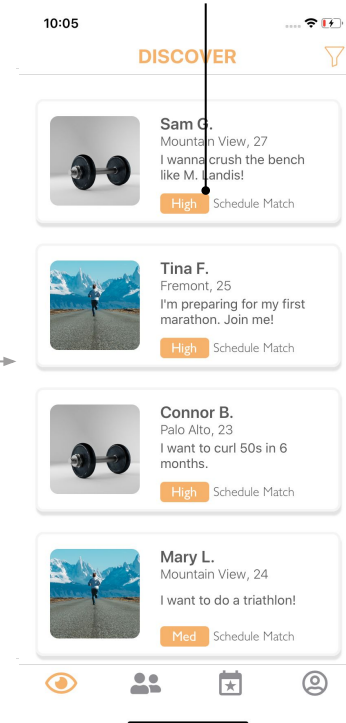 10:05
DISCOVER
Sam G.
Mountain View, 27
I wanna crush the bench
like M. Landis!
High Schedule Match
Tina F.
Fremont, 25
I'm preparing for my first
marathon. Join me!
High Schedule Match
Connor B.
Palo Alto, 23
I want to curl 50s in 6
months.
High Schedule Match
Mary L.
Mountain View, 24
I want to do a triathlon!
Med Schedule Match